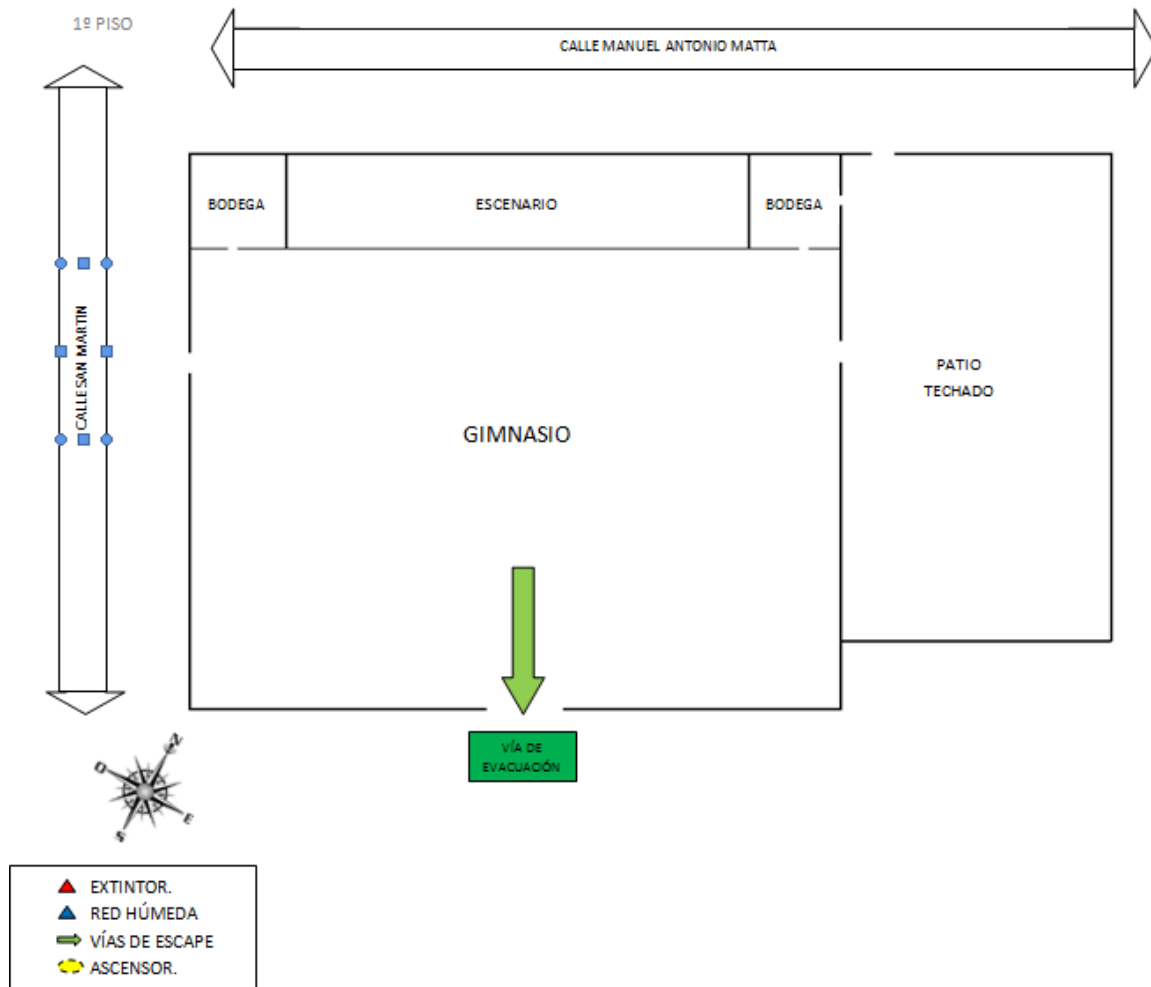 1º PISO
CALLE MANUEL ANTONIO MATTA
BODEGA
ESCENARIO
BODEGA
CALLE SAN MARTIN
PATIO
TECHADO
GIMNASIO
VÍA DE
EVACUACIÓN
N
O
E
S
EXTINTOR.
RED HÚMEDA
VÍAS DE ESCAPE
ASCENSOR.